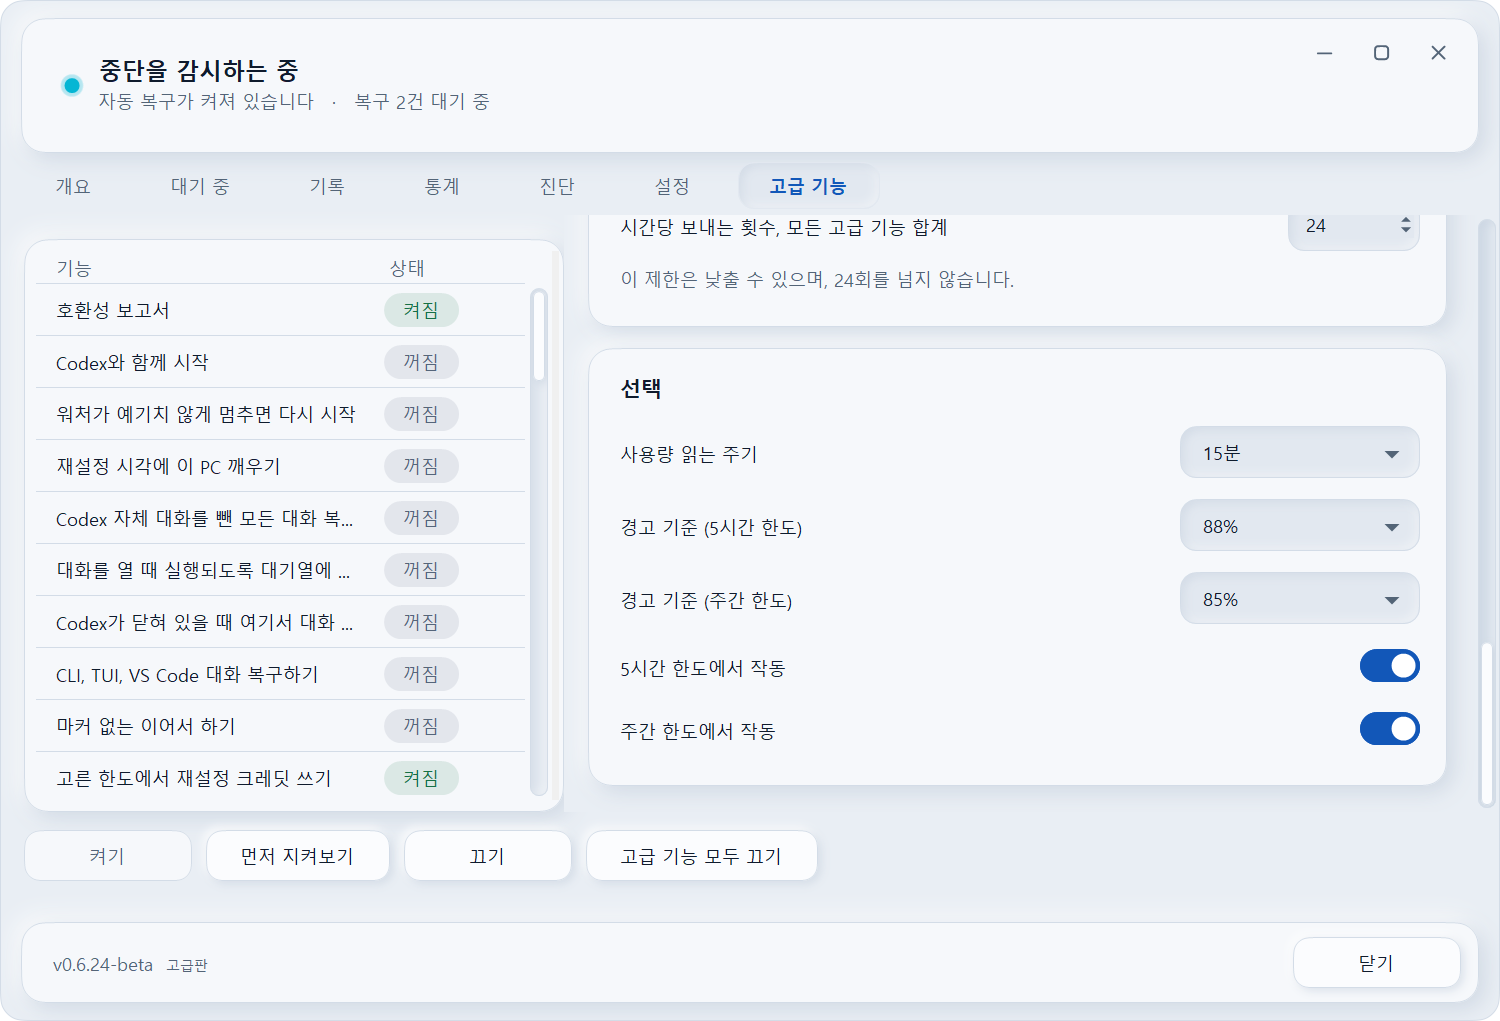 중단을 감시하는 중
자동 복구가 켜져 있습니다 · 복구 2건 대기 중
개요 대기 중 기록 통계 진단 설정 고급 기능
기능 상태
호환성 보고서 켜짐
Codex와 함께 시작 꺼짐
워처가 예기치 않게 멈추면 다시 시작 꺼짐
재설정 시각에 이 PC 깨우기 꺼짐
Codex 자체 대화를 뺀 모든 대화 복... 꺼짐
대화를 열 때 실행되도록 대기열에 ... 꺼짐
Codex가 닫혀 있을 때 여기서 대화 ... 꺼짐
CLI, TUI, VS Code 대화 복구하기 꺼짐
마커 없는 이어서 하기 꺼짐
고른 한도에서 재설정 크레딧 쓰기 켜짐
시간당 보내는 횟수, 모든 고급 기능 합계 24
이 제한은 낮출 수 있으며, 24회를 넘지 않습니다.
선택
사용량 읽는 주기 15분
경고 기준 (5시간 한도) 88%
경고 기준 (주간 한도) 85%
5시간 한도에서 작동
주간 한도에서 작동
켜기 먼저 지켜보기 끄기 고급 기능 모두 끄기
v0.6.24-beta 고급판 닫기